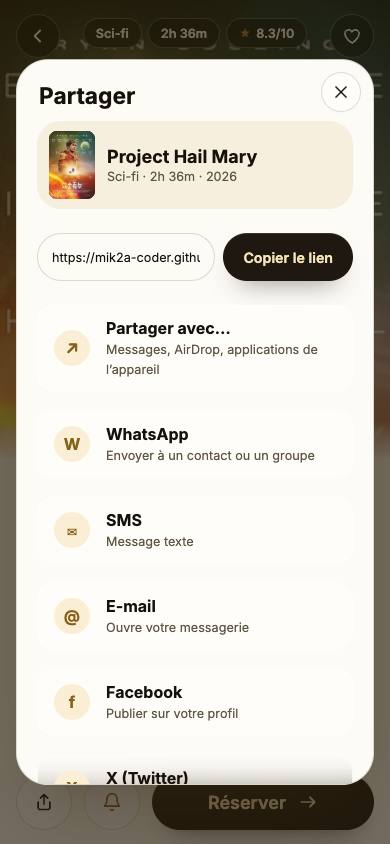 Sci-fi
2h 36m
★ 8.3/10
Partager
Project Hail Mary
Sci-fi · 2h 36m · 2026
https://mik2a-coder.githu
Copier le lien
Partager avec…
Messages, AirDrop, applications de
l’appareil
W
WhatsApp
Envoyer à un contact ou un groupe
SMS
Message texte
@
E-mail
Ouvre votre messagerie
f
Facebook
Publier sur votre profil
X (Twitter)
Réserver